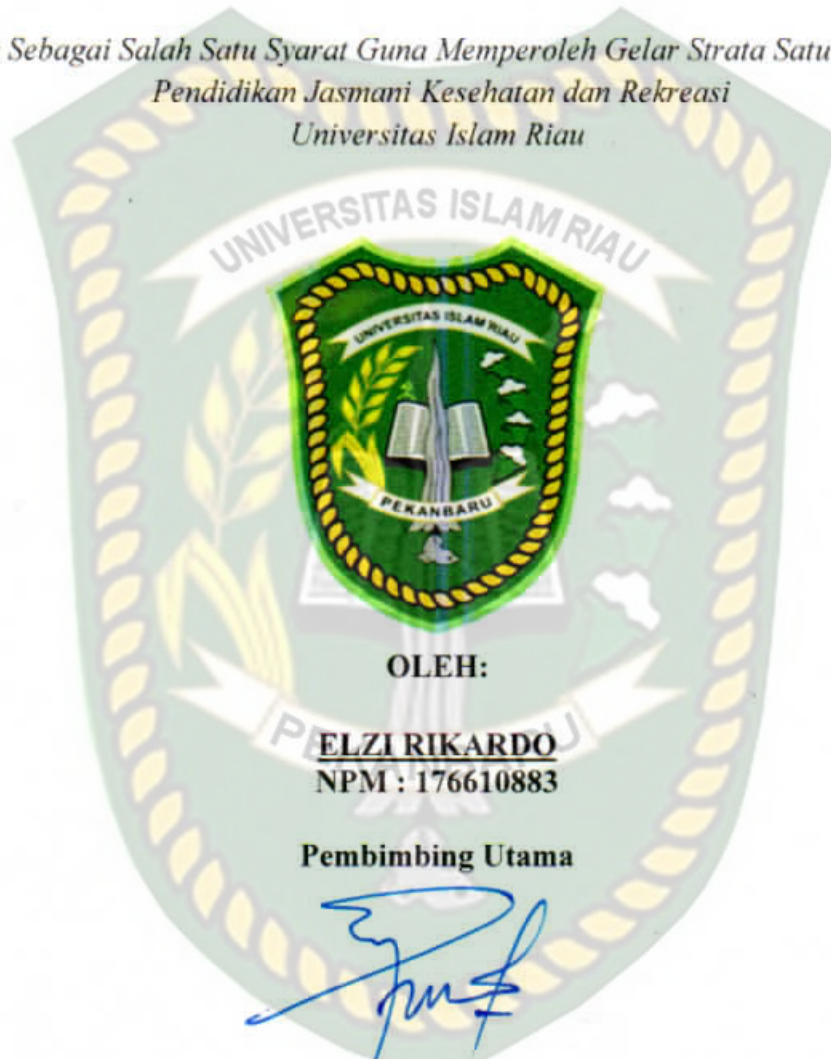 Sebagai Salah Satu Syarat Guna Memperoleh Gelar Strata Satu
Pendidikan Jasmani Kesehatan dan Rekreasi
Universitas Islam Riau
UNIVERSITAS ISLAM RIAU
UNIVERSITAS ISLAM RIAU
PEKANBARU
OLEH:
PEKANBARU
ELZI RIKARDO
NPM : 176610883
Pembimbing Utama